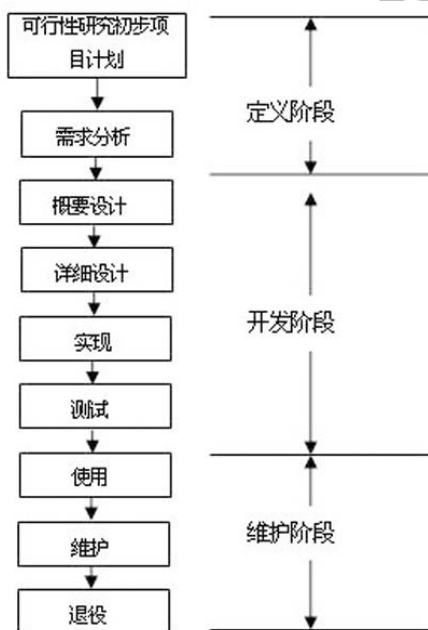 可行性研究初步项
目计划
定义阶段
需求分析
概要设计
详细设计
开发阶段
实现
测试
使用
维护阶段
维护
退役